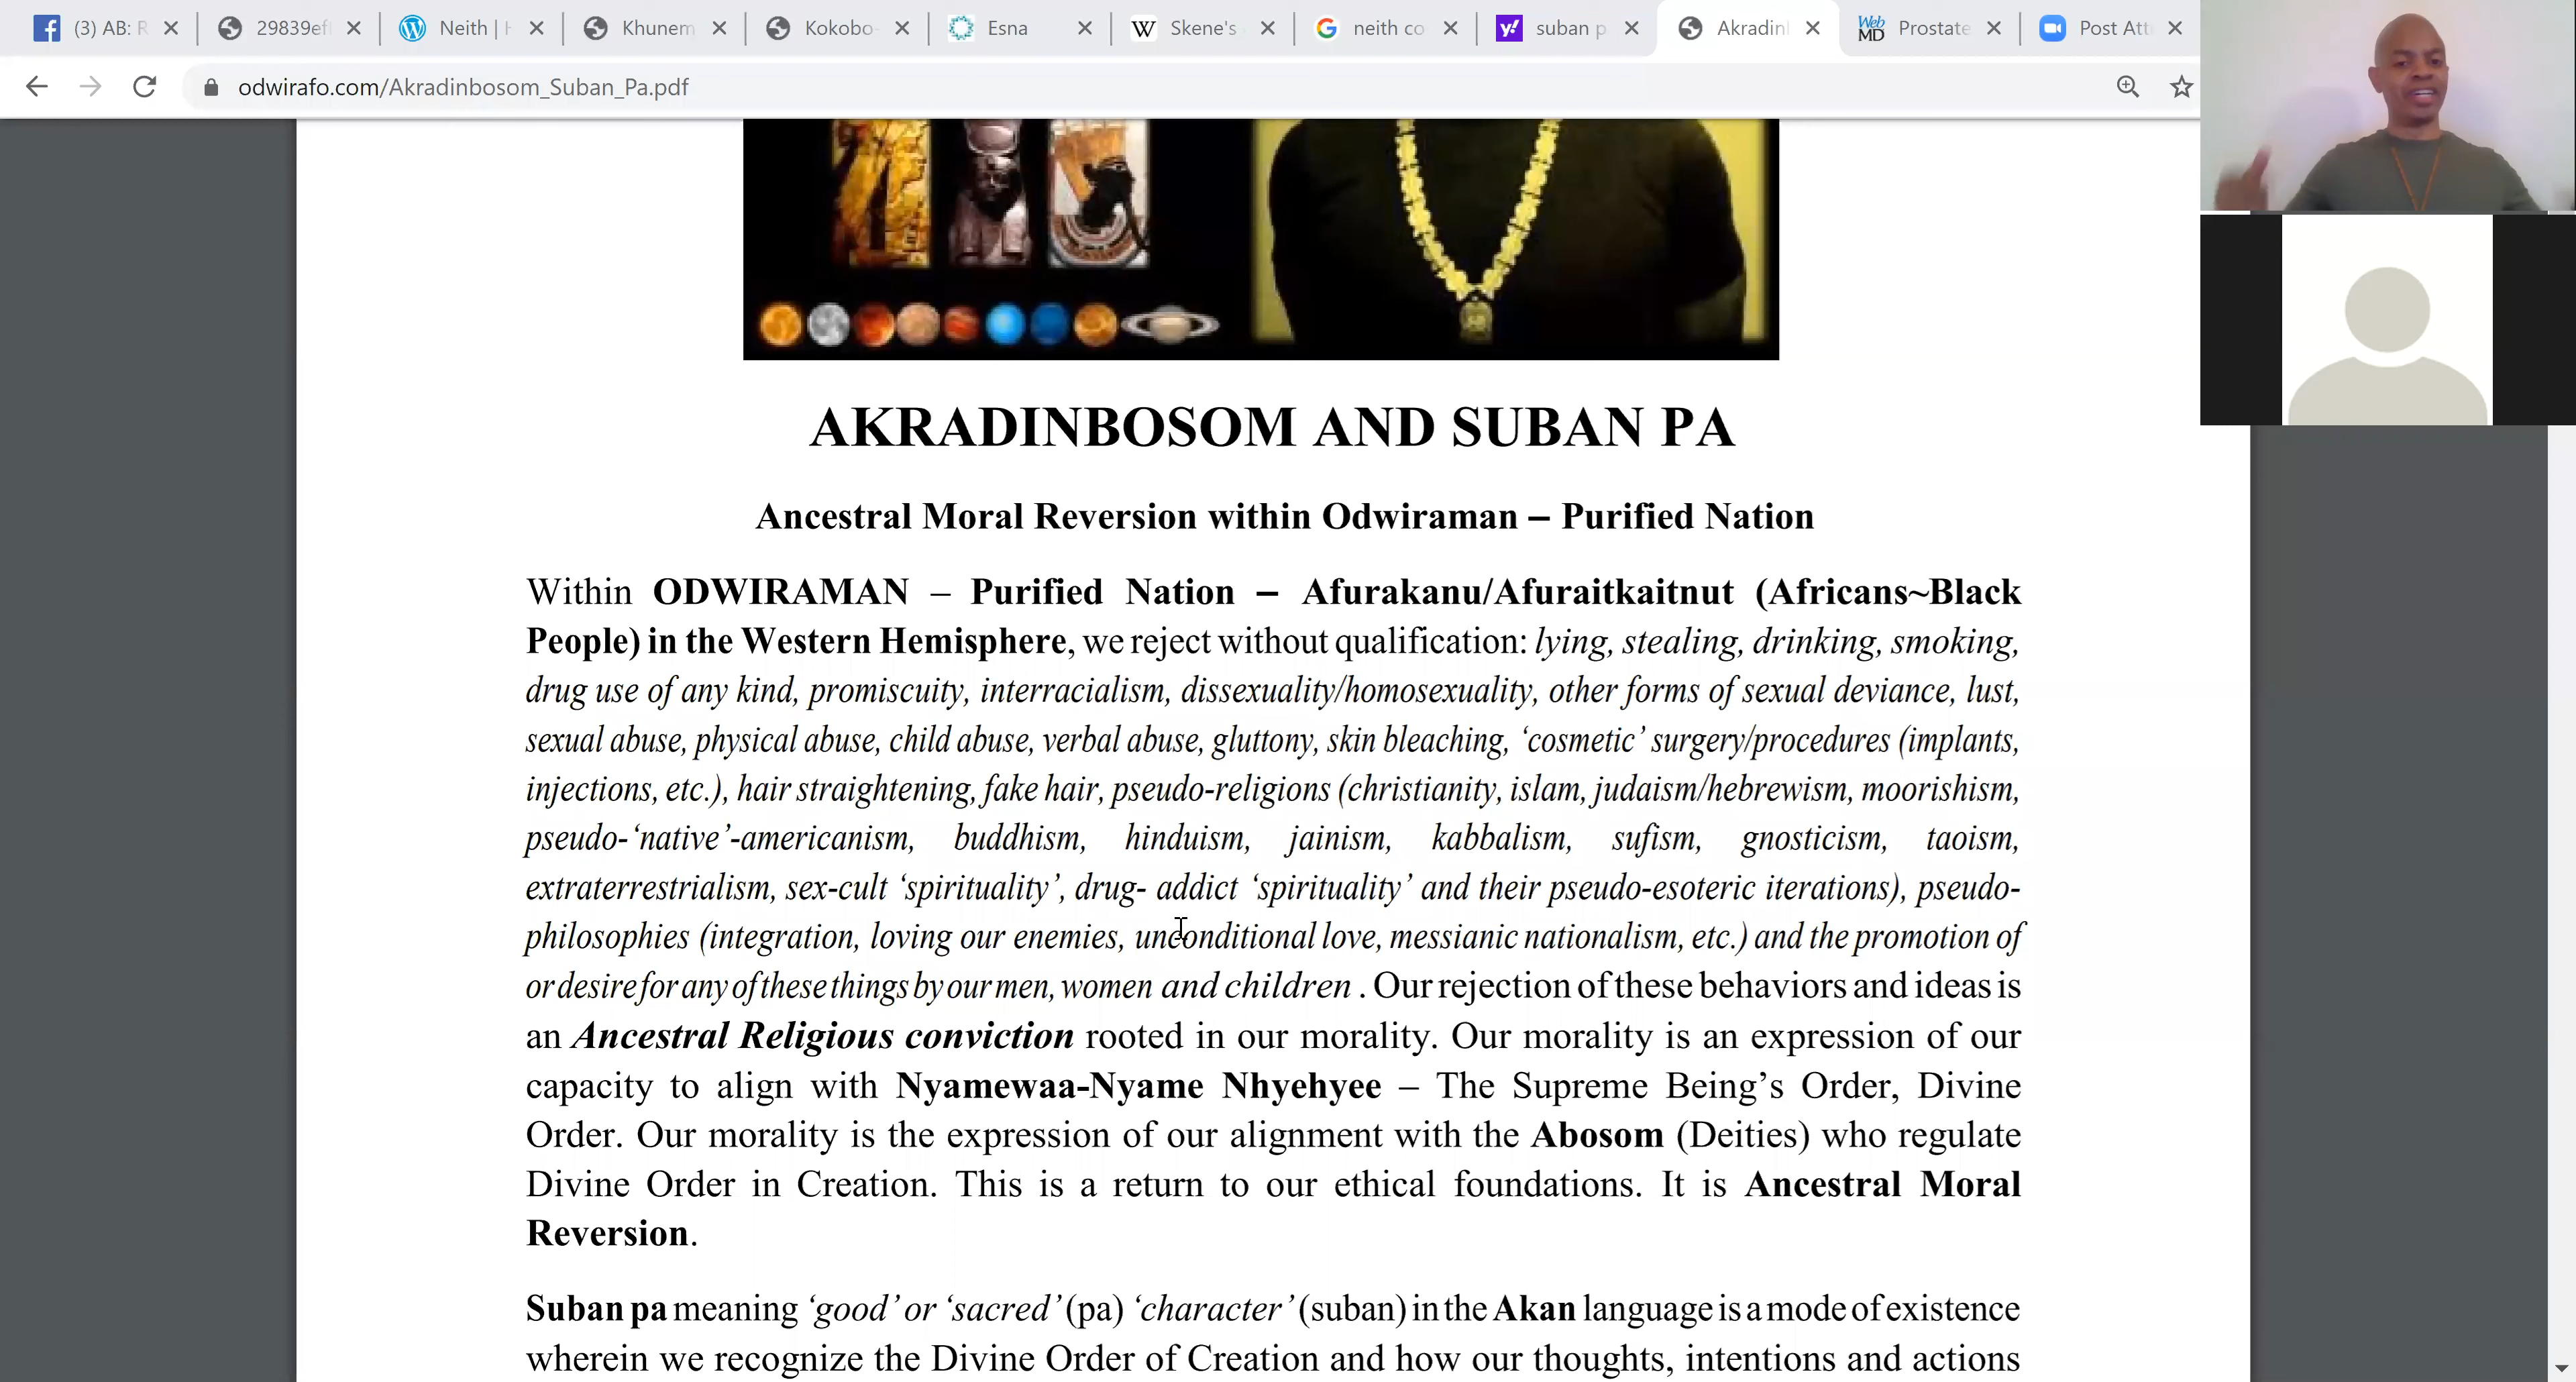 (3) AB: R
29839ef
Neith | H
Khunem
Kokobo
Esna
Skene's
neith co
suban p
Akradin
Web MD Prostate
Post Att
odwirafo.com/Akradinbosom_Suban_Pa.pdf
AKRADINBOSOM AND SUBAN PA
Ancestral Moral Reversion within Odwiraman – Purified Nation
Within ODWIRAMAN – Purified Nation – Afurakanu/Afuraitkaitnut (Africans~Black
People) in the Western Hemisphere, we reject without qualification: lying, stealing, drinking, smoking,
drug use of any kind, promiscuity, interracialism, dissexuality/homosexuality, other forms of sexual deviance, lust,
sexual abuse, physical abuse, child abuse, verbal abuse, gluttony, skin bleaching, ‘cosmetic’ surgery/procedures (implants,
injections, etc.), hair straightening, fake hair, pseudo-religions (christianity, islam, judaism/hebrewism, moorishism,
pseudo-‘native’-americanism, buddhism, hinduism, jainism, kabbalism, sufism, gnosticism, taoism,
extraterrestrialism, sex-cult ‘spirituality’, drug- addict ‘spirituality’ and their pseudo-esoteric iterations), pseudo-
philosophies (integration, loving our enemies, unconditional love, messianic nationalism, etc.) and the promotion of
or desire for any of these things by our men, women and children . Our rejection of these behaviors and ideas is
an Ancestral Religious conviction rooted in our morality. Our morality is an expression of our
capacity to align with Nyamewaa-Nyame Nhyehyee – The Supreme Being’s Order, Divine
Order. Our morality is the expression of our alignment with the Abosom (Deities) who regulate
Divine Order in Creation. This is a return to our ethical foundations. It is Ancestral Moral
Reversion.
Suban pa meaning ‘good’ or ‘sacred’ (pa) ‘character’ (suban) in the Akan language is a mode of existence
wherein we recognize the Divine Order of Creation and how our thoughts, intentions and actions